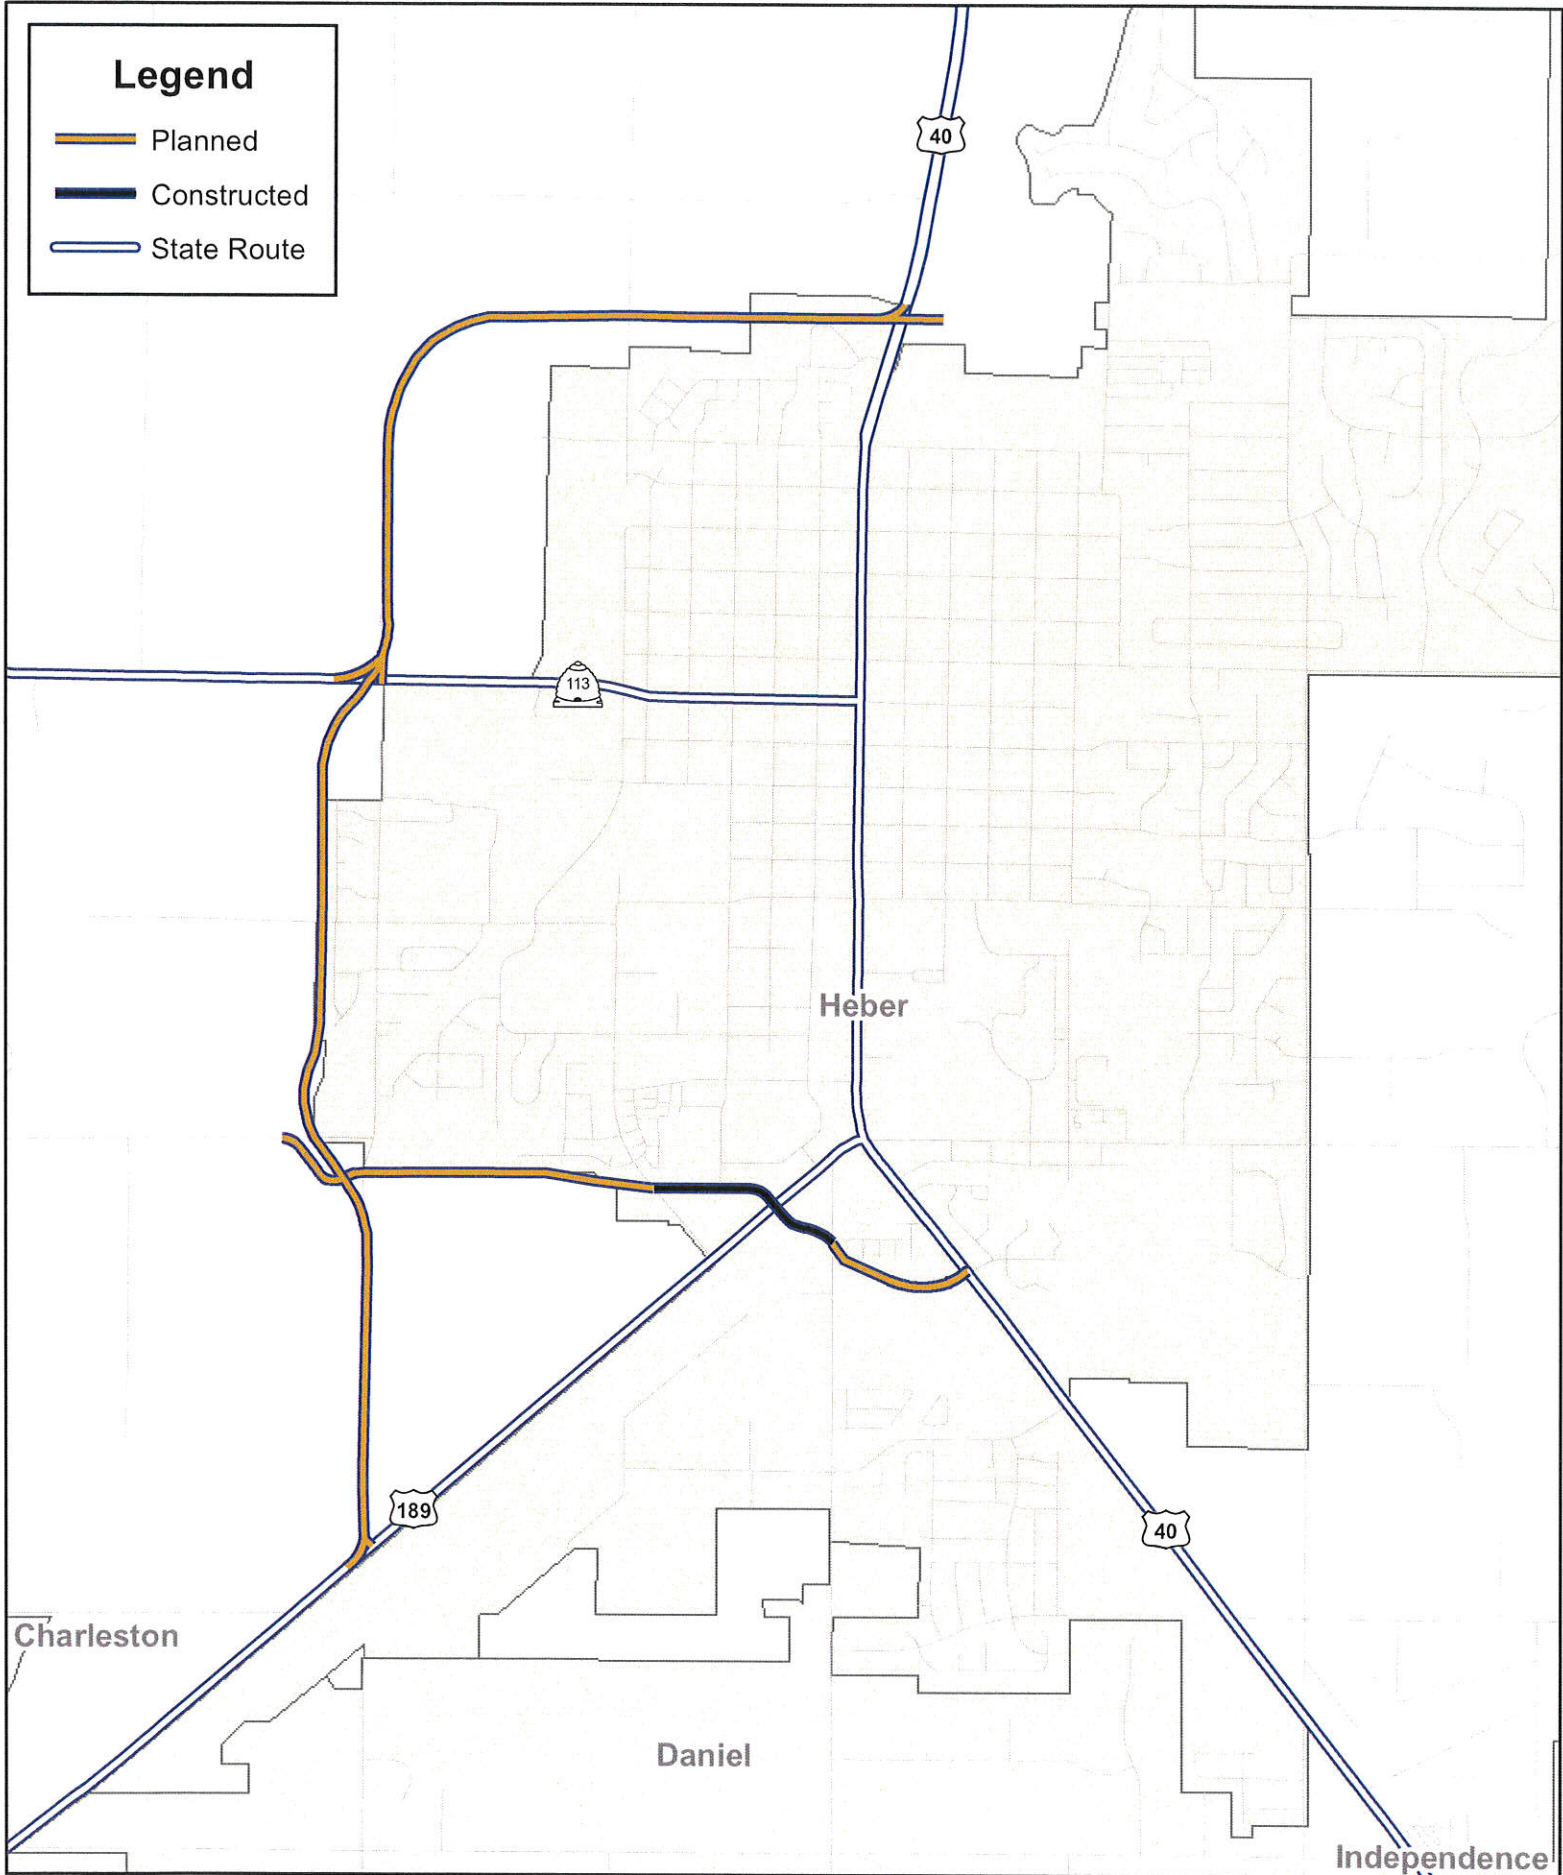 Legend
Planned
Constructed
State Route
40
113
Heber
189
40
Charleston
Daniel
Independence